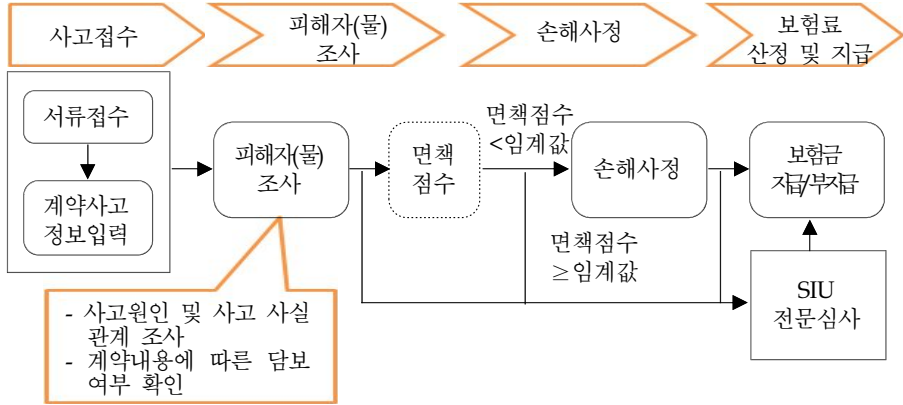 사고접수
피해자(물)
조사
손해사정
보험료
산정 및 지급
서류접수
계약사고
정보입력
피해자(물)
조사
면책
점수
면책점수
<임계값
손해사정
보험금
지급/부지급
면책점수
≥임계값
SIU
전문심사
- 사고원인 및 사고 사실
관계 조사
- 계약내용에 따른 담보
여부 확인